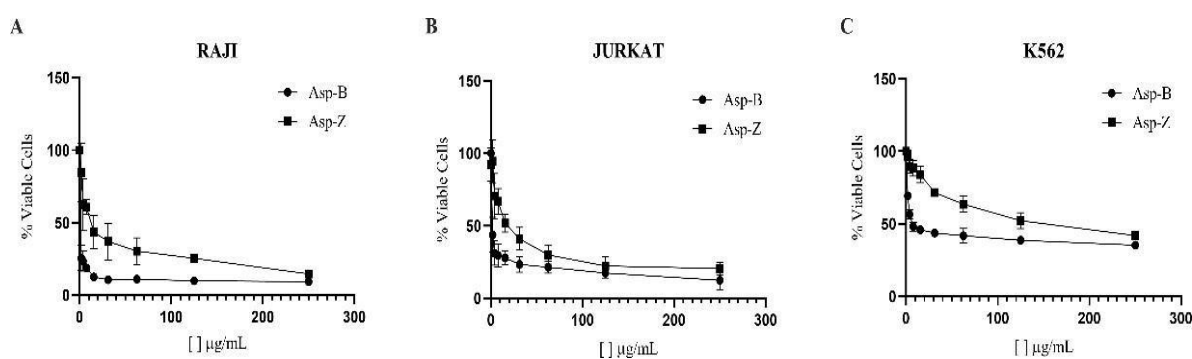 A
RAJI
150
100
50
0
% Viable Cells
Asp-B
Asp-Z
0
100
200
300
[ ] µg/mL
B
JURKAT
150
100
50
0
% Viable Cells
Asp-B
Asp-Z
0
100
200
300
[ ] µg/mL
C
K562
150
100
50
0
% Viable Cells
Asp-B
Asp-Z
0
100
200
300
[ ] µg/mL